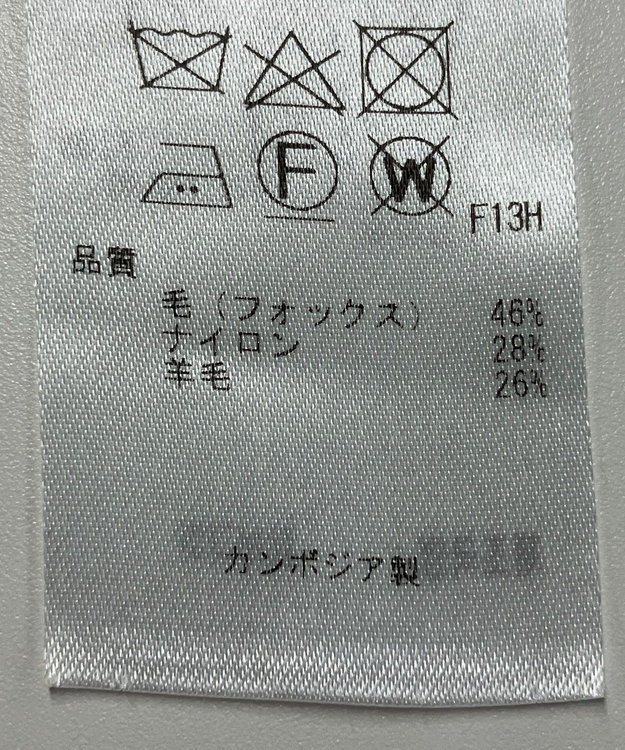 F
W
F13H
品質
毛（フォックス） 46%
ナイロン 28%
羊毛 26%
カンボジア製